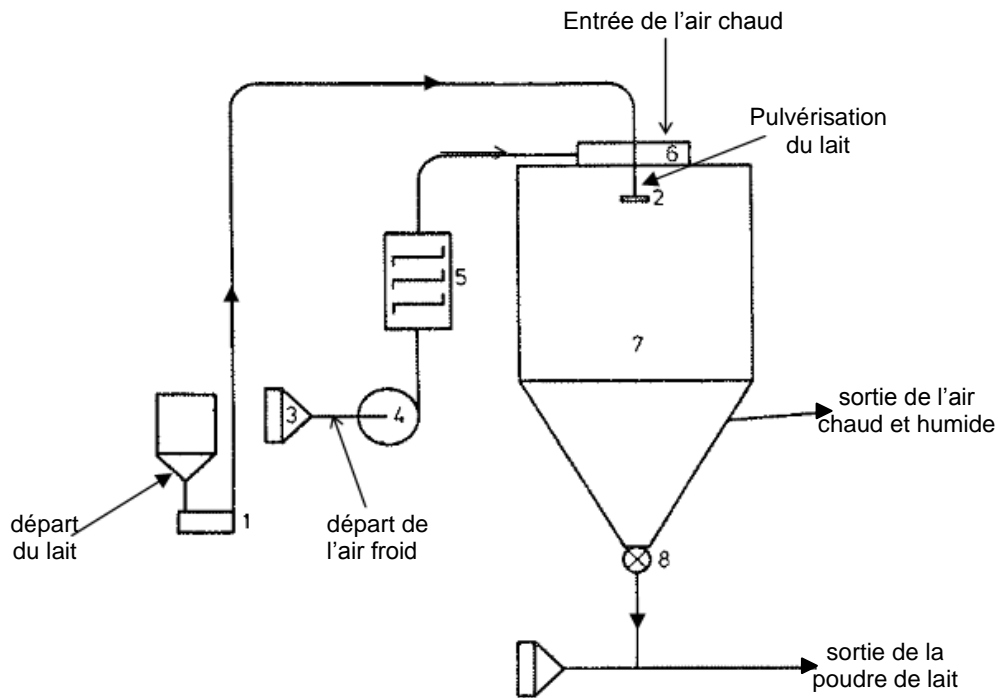 Entrée de l'air chaud
Pulvérisation
du lait
6
2
5
7
3
4
sortie de l'air
chaud et humide
départ
du lait
1
départ de
l'air froid
8
sortie de la
poudre de lait